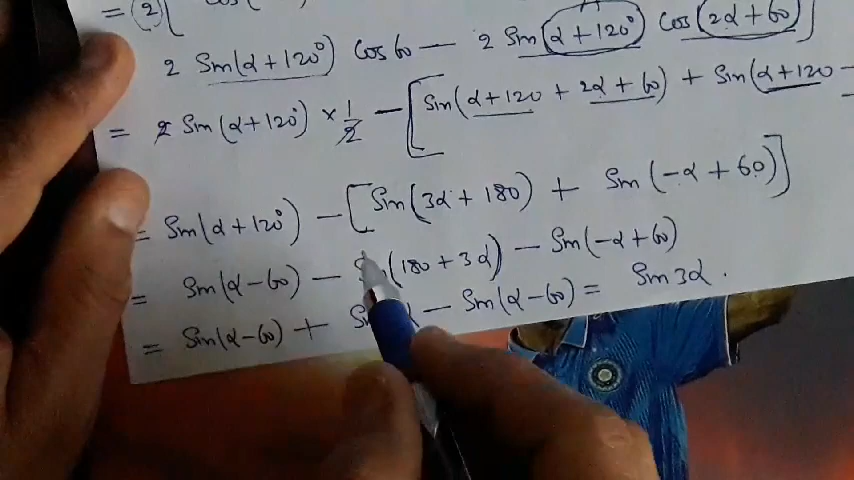 = (2) [
2 Sin(α+120°) Cos 60 — 2 Sin(α+120°) Cos(2α+60)]
= 2 Sin(α+120°) × 1/2 — [Sin(α+120 + 2α+60) + Sin(α+120 –
= Sin(α+120°) — [Sin(3α+180) + Sin(-α+60)]
= Sin(α-60) — (180+3α) — Sin(-α+60)
= Sin(α-60) + — Sin(α-60) = Sin3α.